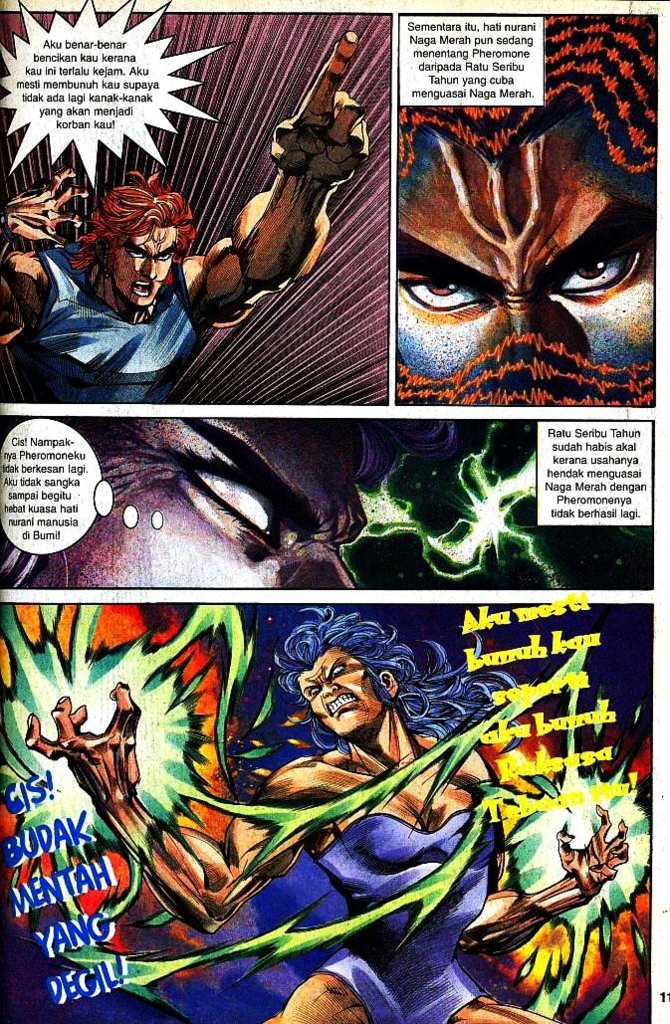 Aku benar-benar
bencikan kau kerana
kau ini terlalu kejam. Aku
mesti membunuh kau supaya
tidak ada lagi kanak-kanak
yang akan menjadi
korban kau!
Sementara itu, hati nurani
Naga Merah pun sedang
menentang Pheromone
daripada Ratu Seribu
Tahun yang cuba
menguasai Naga Merah.
Cis! Nampak-
nya Pheromoneku
tidak berkesan lagi.
Aku tidak sangka
sampai begitu
hebat kuasa hati
nurani manusia
di Bumi!
Ratu Seribu Tahun
sudah habis akal
kerana usahanya
hendak menguasai
Naga Merah dengan
Pheromonenya
tidak berhasil lagi.
CIS!
BUDAK
MENTAH
YANG
DEGIL!
Aku mesti
bunuh kau
seperti
aku bunuh
Raksasa
itu!
11